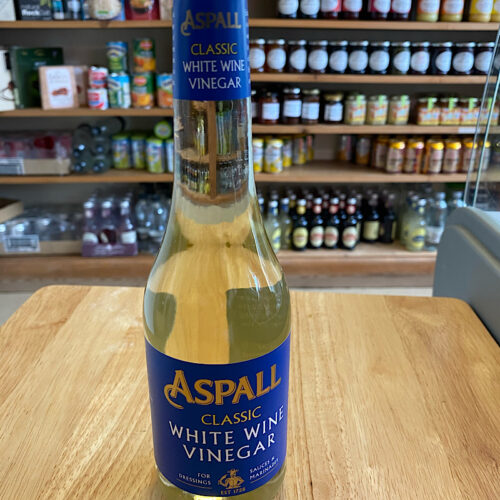 ASPALL
CLASSIC
WHITE WINE
VINEGAR
ASPALL
CLASSIC
WHITE WINE
VINEGAR
FOR
DRESSINGS
SAUCES &
MARINADES
EST 1728